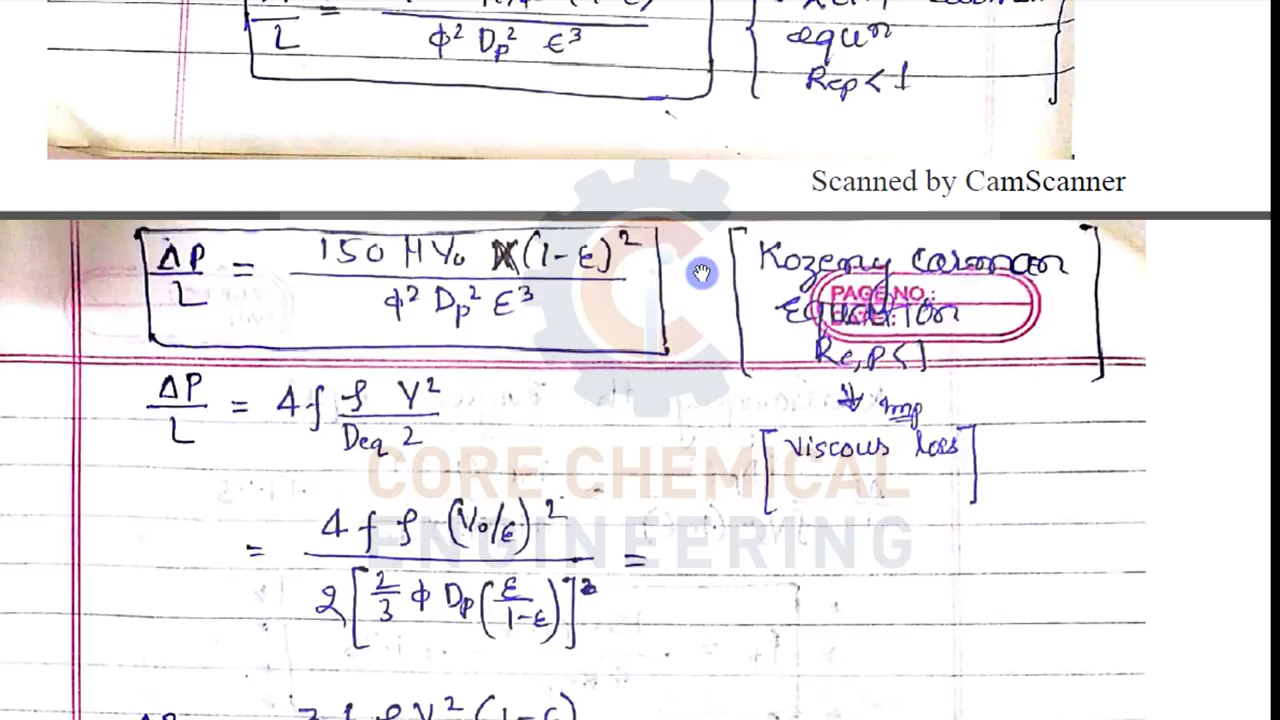 L = φ² Dp² ε³
equn
Rep < 1
Scanned by CamScanner
ΔP/L = 150 μ V₀ (1-ε)² / φ² Dp² ε³
Kozeny Carman
Equation
PAGE NO.:
DATE:
Re,p < 1
Imp
[Viscous loss]
ΔP/L = 4f ρ V² / Deq 2
CORE CHEMICAL
ENGINEERING
= 4 f ρ (V₀/ε)² / 2[2/3 φ Dp (ε/1-ε)] =